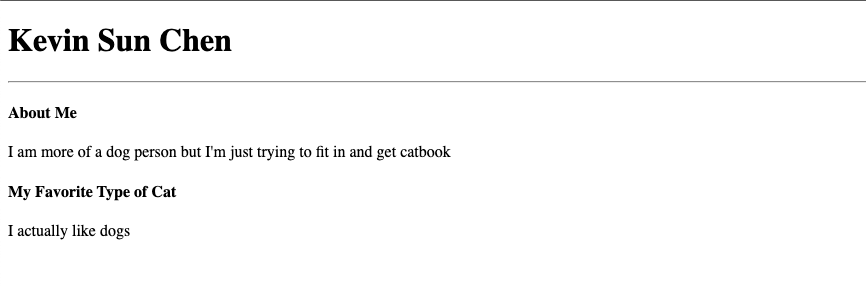 Kevin Sun Chen
About Me
I am more of a dog person but I'm just trying to fit in and get catbook
My Favorite Type of Cat
I actually like dogs